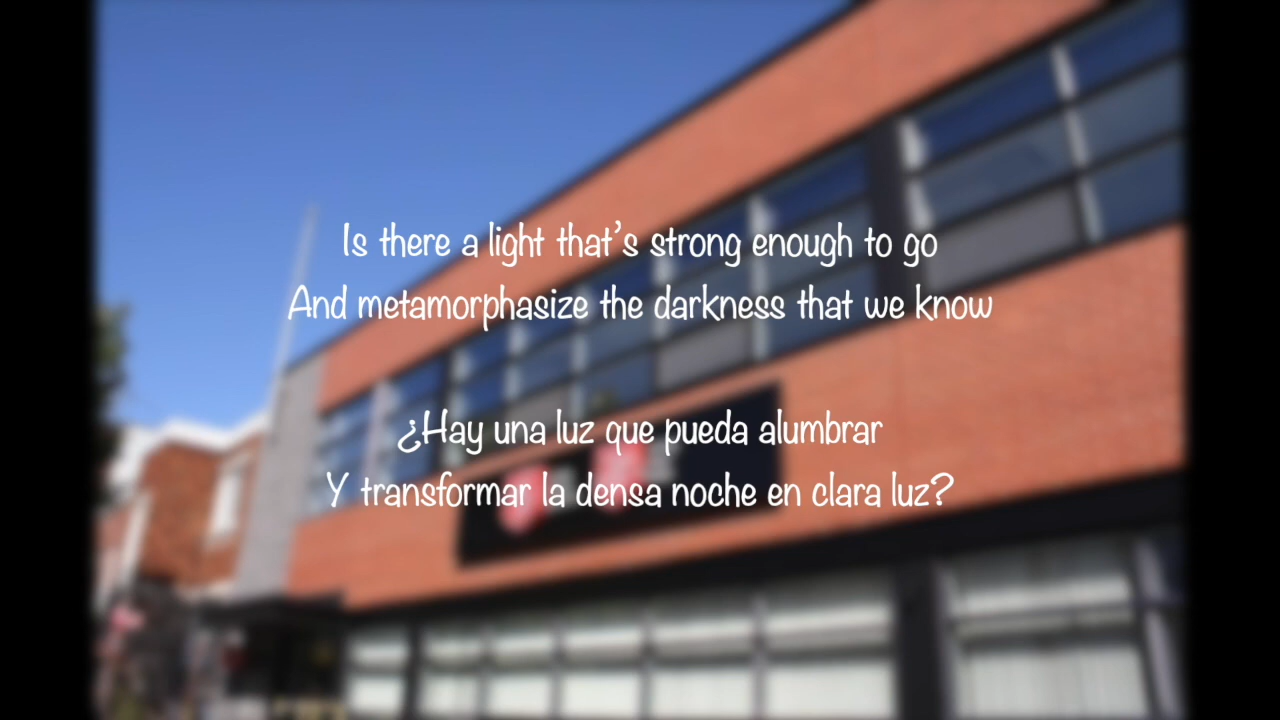 Is there a light that's strong enough to go
And metamorphasize the darkness that we know
¿Hay una luz que pueda alumbrar
Y transformar la densa noche en clara luz?